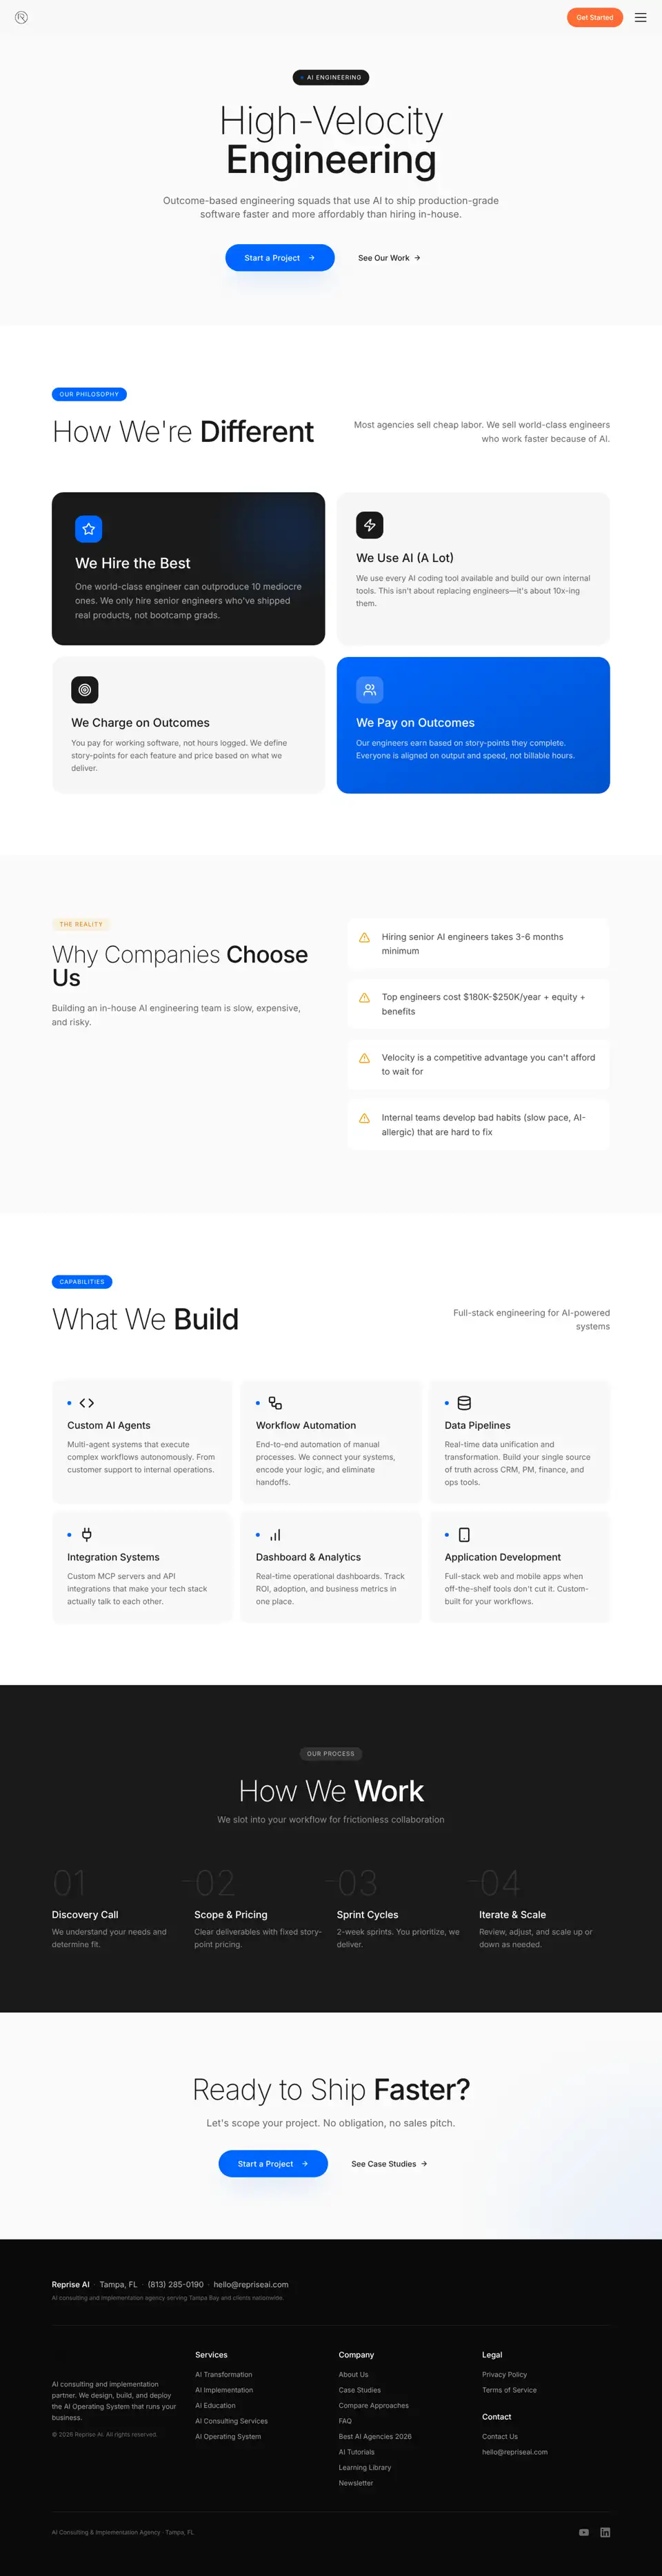 Get Started
AI ENGINEERING
High-Velocity
Engineering
Outcome-based engineering squads that use AI to ship production-grade
software faster and more affordably than hiring in-house.
Start a Project →
See Our Work →
OUR PHILOSOPHY
How We're Different
Most agencies sell cheap labor. We sell world-class engineers
who work faster because of AI.
We Hire the Best
One world-class engineer can outproduce 10 mediocre
ones. We only hire senior engineers who've shipped
real products, not bootcamp grads.
We Use AI (A Lot)
We use every AI coding tool available and build our own internal
tools. This isn't about replacing engineers—it's about 10x-ing
them.
We Charge on Outcomes
You pay for working software, not hours logged. We define
story-points for each feature and price based on what we
deliver.
We Pay on Outcomes
Our engineers earn based on story-points they complete.
Everyone is aligned on output and speed, not billable hours.
THE REALITY
Why Companies Choose
Us
Building an in-house AI engineering team is slow, expensive,
and risky.
Hiring senior AI engineers takes 3-6 months
minimum
Top engineers cost $180K-$250K/year + equity +
benefits
Velocity is a competitive advantage you can't afford
to wait for
Internal teams develop bad habits (slow pace, AI-
allergic) that are hard to fix
CAPABILITIES
What We Build
Full-stack engineering for AI-powered
systems
Custom AI Agents
Multi-agent systems that execute
complex workflows autonomously. From
customer support to internal operations.
Workflow Automation
End-to-end automation of manual
processes. We connect your systems,
encode your logic, and eliminate
handoffs.
Data Pipelines
Real-time data unification and
transformation. Build your single source
of truth across CRM, PM, finance, and
ops tools.
Integration Systems
Custom MCP servers and API
integrations that make your tech stack
actually talk to each other.
Dashboard & Analytics
Real-time operational dashboards. Track
ROI, adoption, and business metrics in
one place.
Application Development
Full-stack web and mobile apps when
off-the-shelf tools don't cut it. Custom-
built for your workflows.
OUR PROCESS
How We Work
We slot into your workflow for frictionless collaboration
01
Discovery Call
We understand your needs and
determine fit.
02
Scope & Pricing
Clear deliverables with fixed story-
point pricing.
03
Sprint Cycles
2-week sprints. You prioritize, we
deliver.
04
Iterate & Scale
Review, adjust, and scale up or
down as needed.
Ready to Ship Faster?
Let's scope your project. No obligation, no sales pitch.
Start a Project →
See Case Studies →
Reprise AI · Tampa, FL · (813) 285-0190 · hello@repriseai.com
AI consulting and implementation agency serving Tampa Bay and clients nationwide.
AI consulting and implementation
partner. We design, build, and deploy
the AI Operating System that runs your
business.
© 2026 Reprise AI. All rights reserved.
Services
AI Transformation
AI Implementation
AI Education
AI Consulting Services
AI Operating System
Company
About Us
Case Studies
Compare Approaches
FAQ
Best AI Agencies 2026
AI Tutorials
Learning Library
Newsletter
Legal
Privacy Policy
Terms of Service
Contact
Contact Us
hello@repriseai.com
AI Consulting & Implementation Agency · Tampa, FL